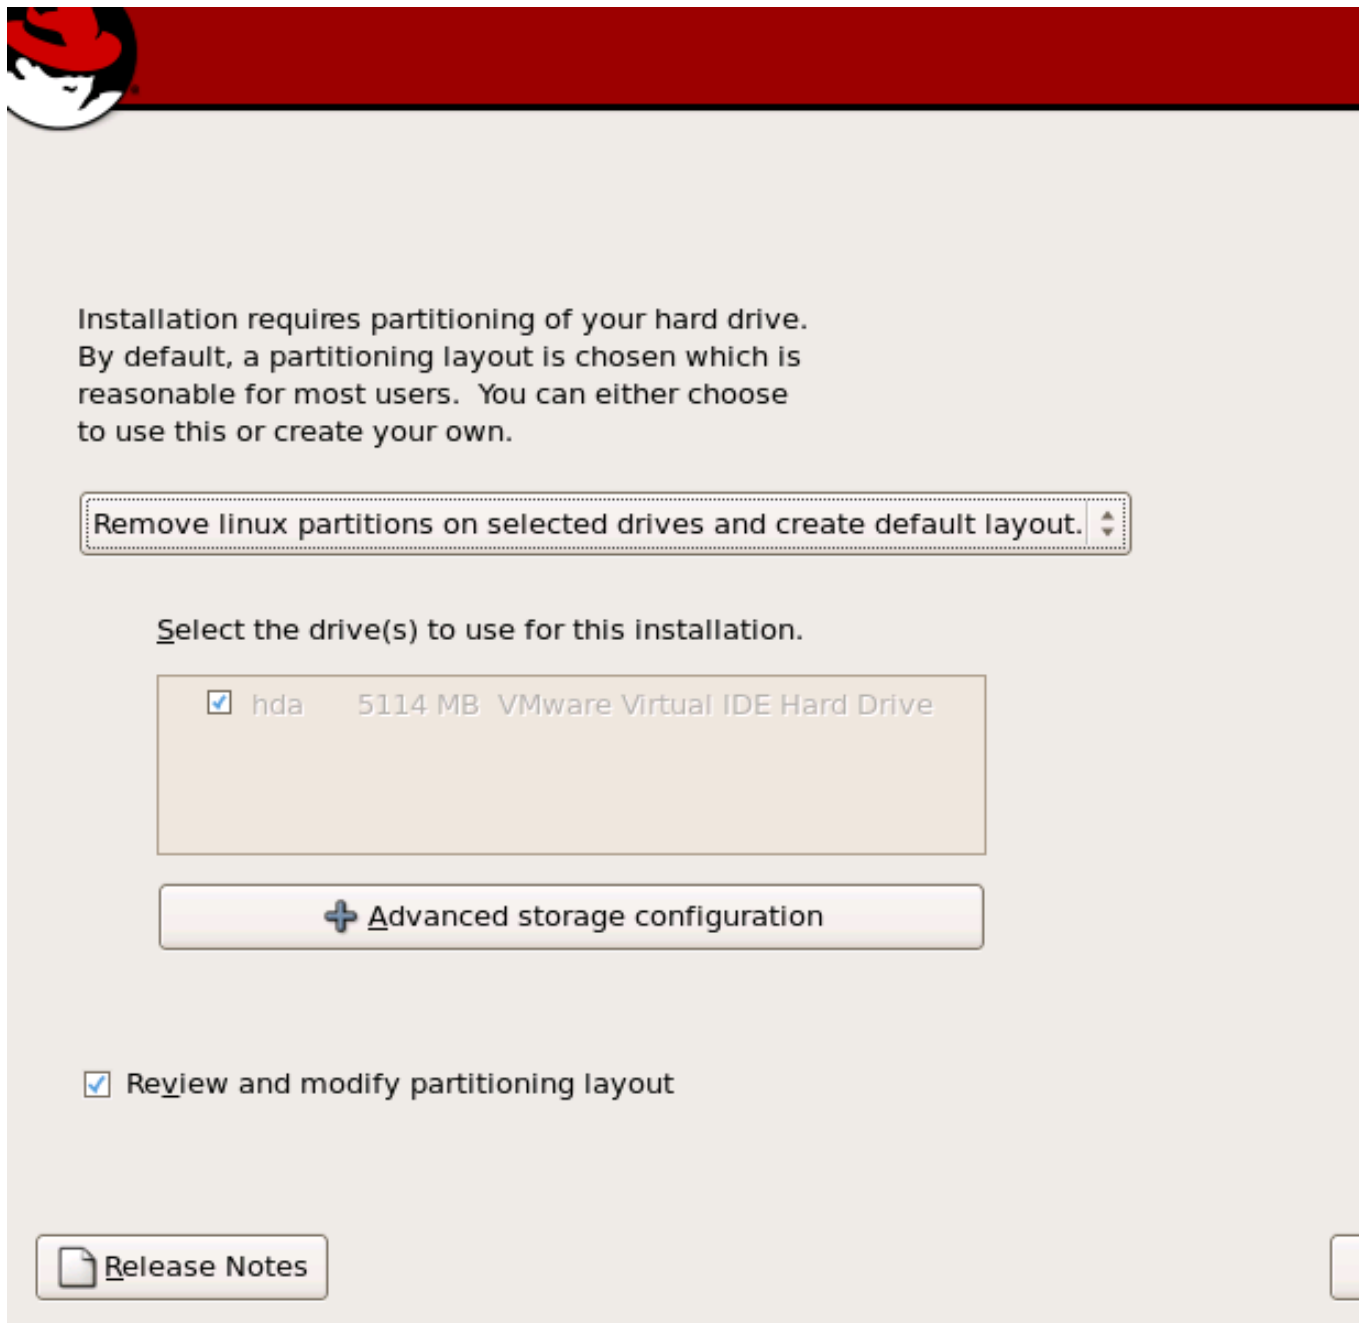 Installation requires partitioning of your hard drive.
By default, a partitioning layout is chosen which is
reasonable for most users.  You can either choose
to use this or create your own.
Remove linux partitions on selected drives and create default layout.
Select the drive(s) to use for this installation.
hda 5114 MB VMware Virtual IDE Hard Drive
Advanced storage configuration
Review and modify partitioning layout
Release Notes